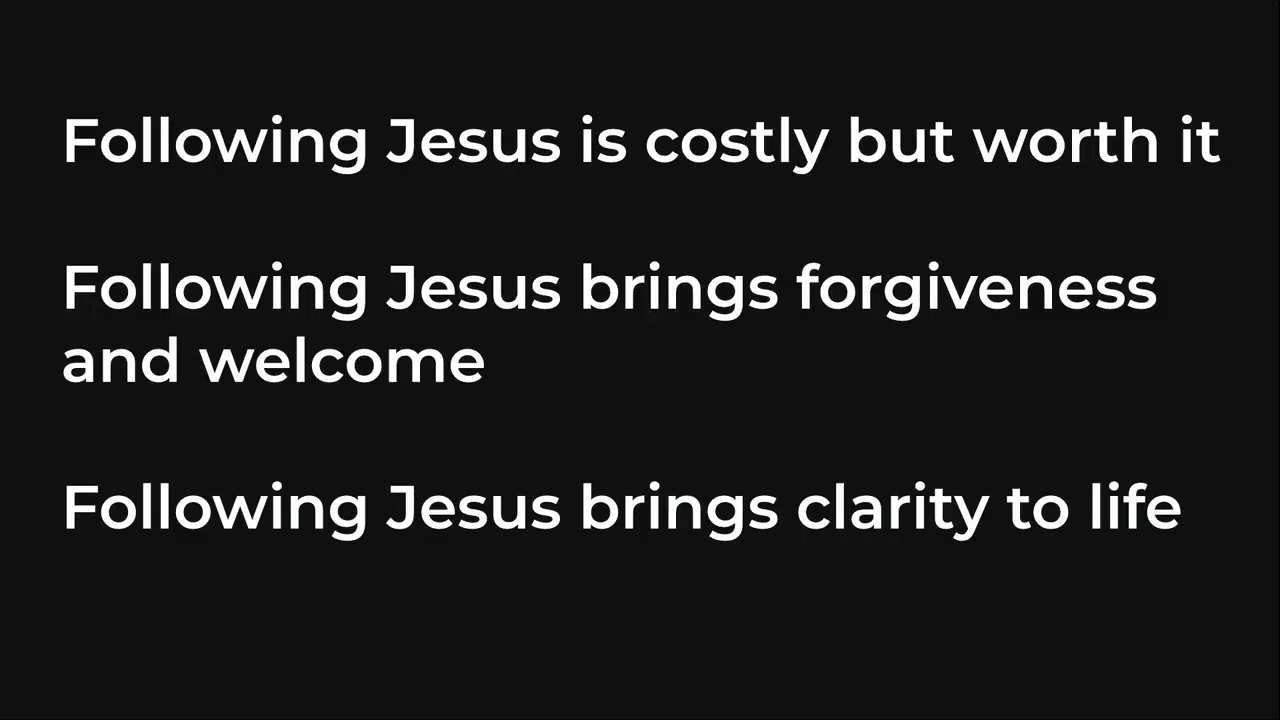 Following Jesus is costly but worth it
Following Jesus brings forgiveness
and welcome
Following Jesus brings clarity to life